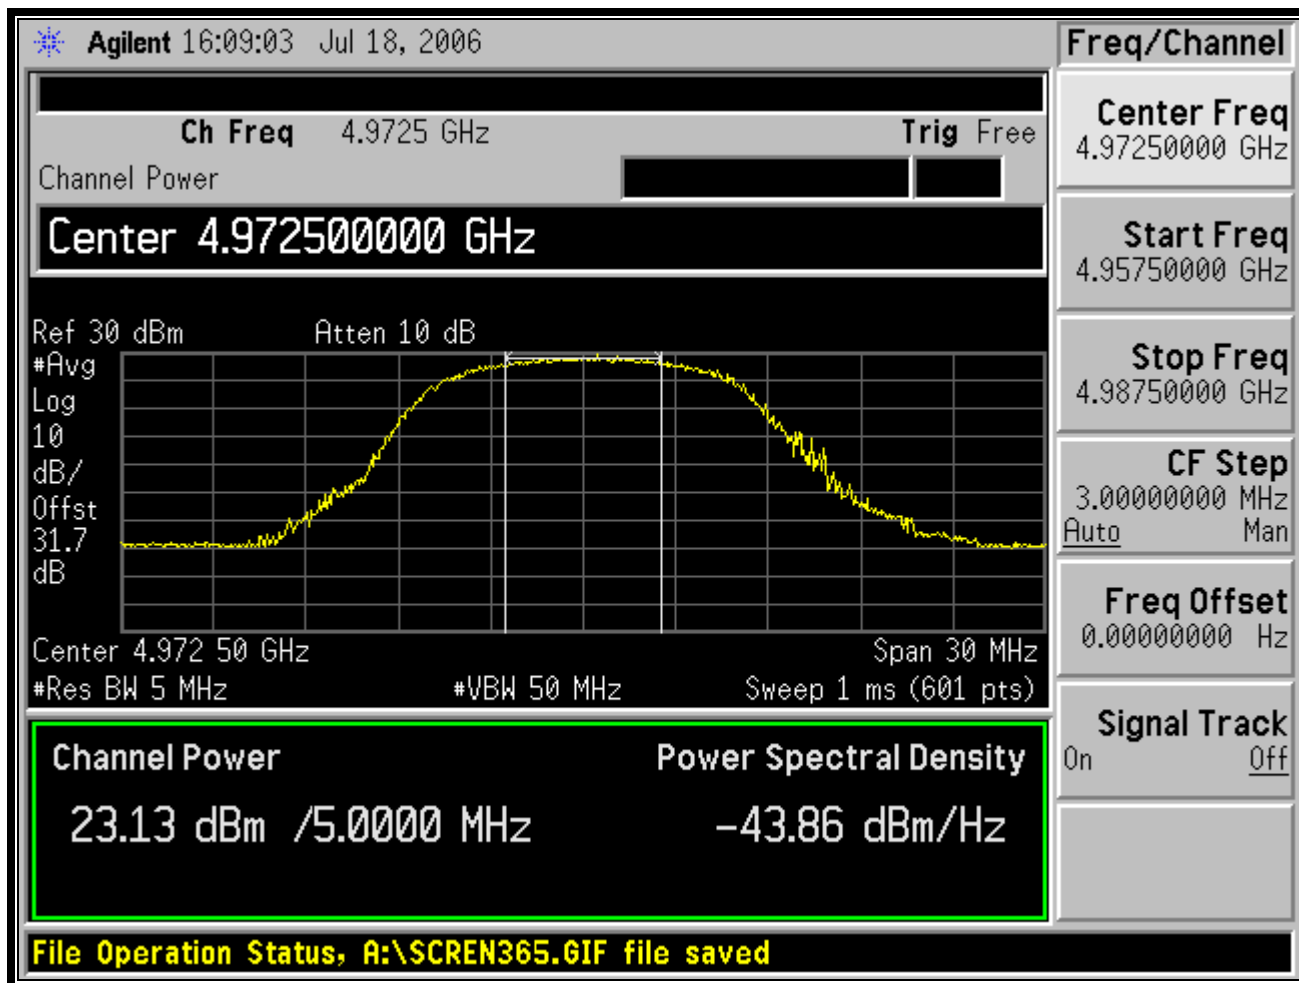 Agilent 16:09:03 Jul 18, 2006
Freq/Channel
Ch Freq 4.9725 GHz Trig Free
Channel Power
Center 4.972500000 GHz
Ref 30 dBm Atten 10 dB
#Avg
Log
10
dB/
Offst
31.7
dB
Center 4.972 50 GHz Span 30 MHz
#Res BW 5 MHz #VBW 50 MHz Sweep 1 ms (601 pts)
Channel Power Power Spectral Density
23.13 dBm /5.0000 MHz -43.86 dBm/Hz
File Operation Status, A:\SCREN365.GIF file saved
Center Freq
4.97250000 GHz
Start Freq
4.95750000 GHz
Stop Freq
4.98750000 GHz
CF Step
3.00000000 MHz
Auto Man
Freq Offset
0.00000000 Hz
Signal Track
On Off